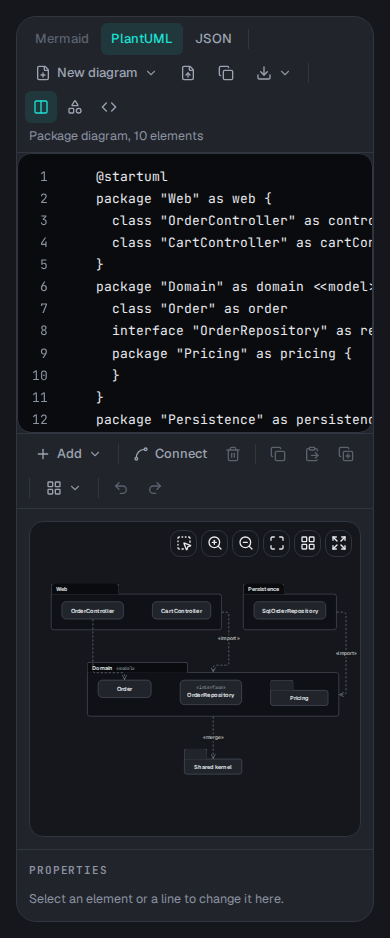 Mermaid PlantUML JSON
New diagram
Package diagram, 10 elements
1 @startuml
2 package "Web" as web {
3 class "OrderController" as contro
4 class "CartController" as cartCon
5 }
6 package "Domain" as domain <<model>
7 class "Order" as order
8 interface "OrderRepository" as re
9 package "Pricing" as pricing {
10 }
11 }
12 package "Persistence" as persistenc
Add Connect
Web Persistence
OrderController CartController SqlOrderRepository
«import»
«import»
Domain «model»
Order «interface» OrderRepository Pricing
«merge»
Shared kernel
PROPERTIES
Select an element or a line to change it here.